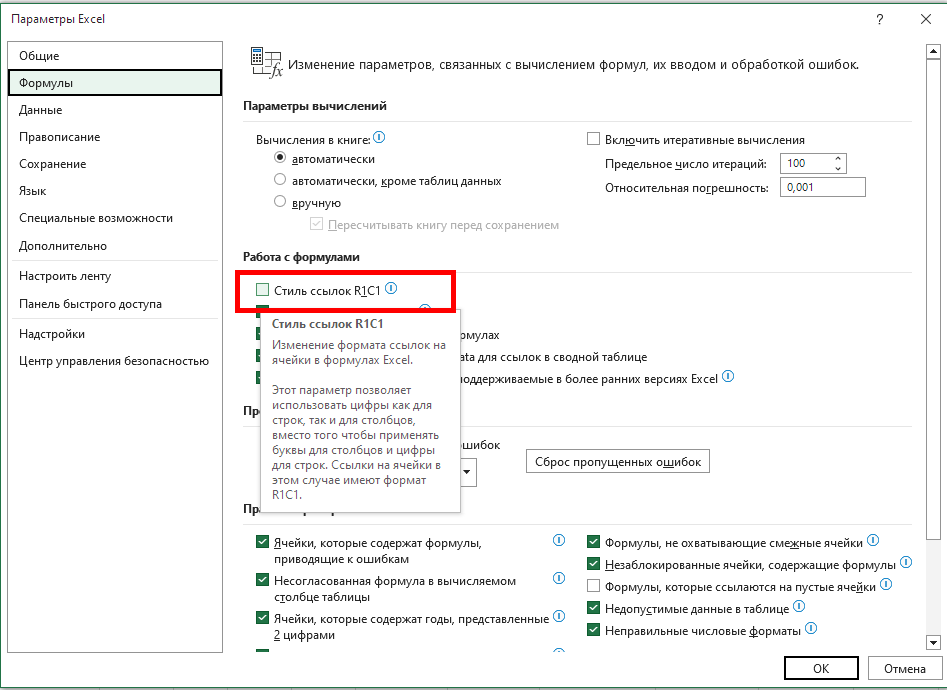 Параметры Excel
?
Общие
Формулы
Данные
Правописание
Сохранение
Язык
Специальные возможности
Дополнительно
Настроить ленту
Панель быстрого доступа
Надстройки
Центр управления безопасностью
Изменение параметров, связанных с вычислением формул, их вводом и обработкой ошибок.
Параметры вычислений
Вычисления в книге:
автоматически
автоматически, кроме таблиц данных
вручную
Пересчитывать книгу перед сохранением
Включить итеративные вычисления
Предельное число итераций: 100
Относительная погрешность: 0,001
Работа с формулами
Стиль ссылок R1C1
Стиль ссылок R1C1
Изменение формата ссылок на
ячейки в формулах Excel.
Этот параметр позволяет
использовать цифры как для
строк, так и для столбцов,
вместо того чтобы применять
буквы для столбцов и цифры
для строк. Ссылки на ячейки в
этом случае имеют формат
R1C1.
для ссылок в сводной таблице
поддерживаемые в более ранних версиях Excel
ошибок
Сброс пропущенных ошибок
Ячейки, которые содержат формулы,
приводящие к ошибкам
Несогласованная формула в вычисляемом
столбце таблицы
Ячейки, которые содержат годы, представленные
2 цифрами
Формулы, не охватывающие смежные ячейки
Незаблокированные ячейки, содержащие формулы
Формулы, которые ссылаются на пустые ячейки
Недопустимые данные в таблице
Неправильные числовые форматы
ОК
Отмена